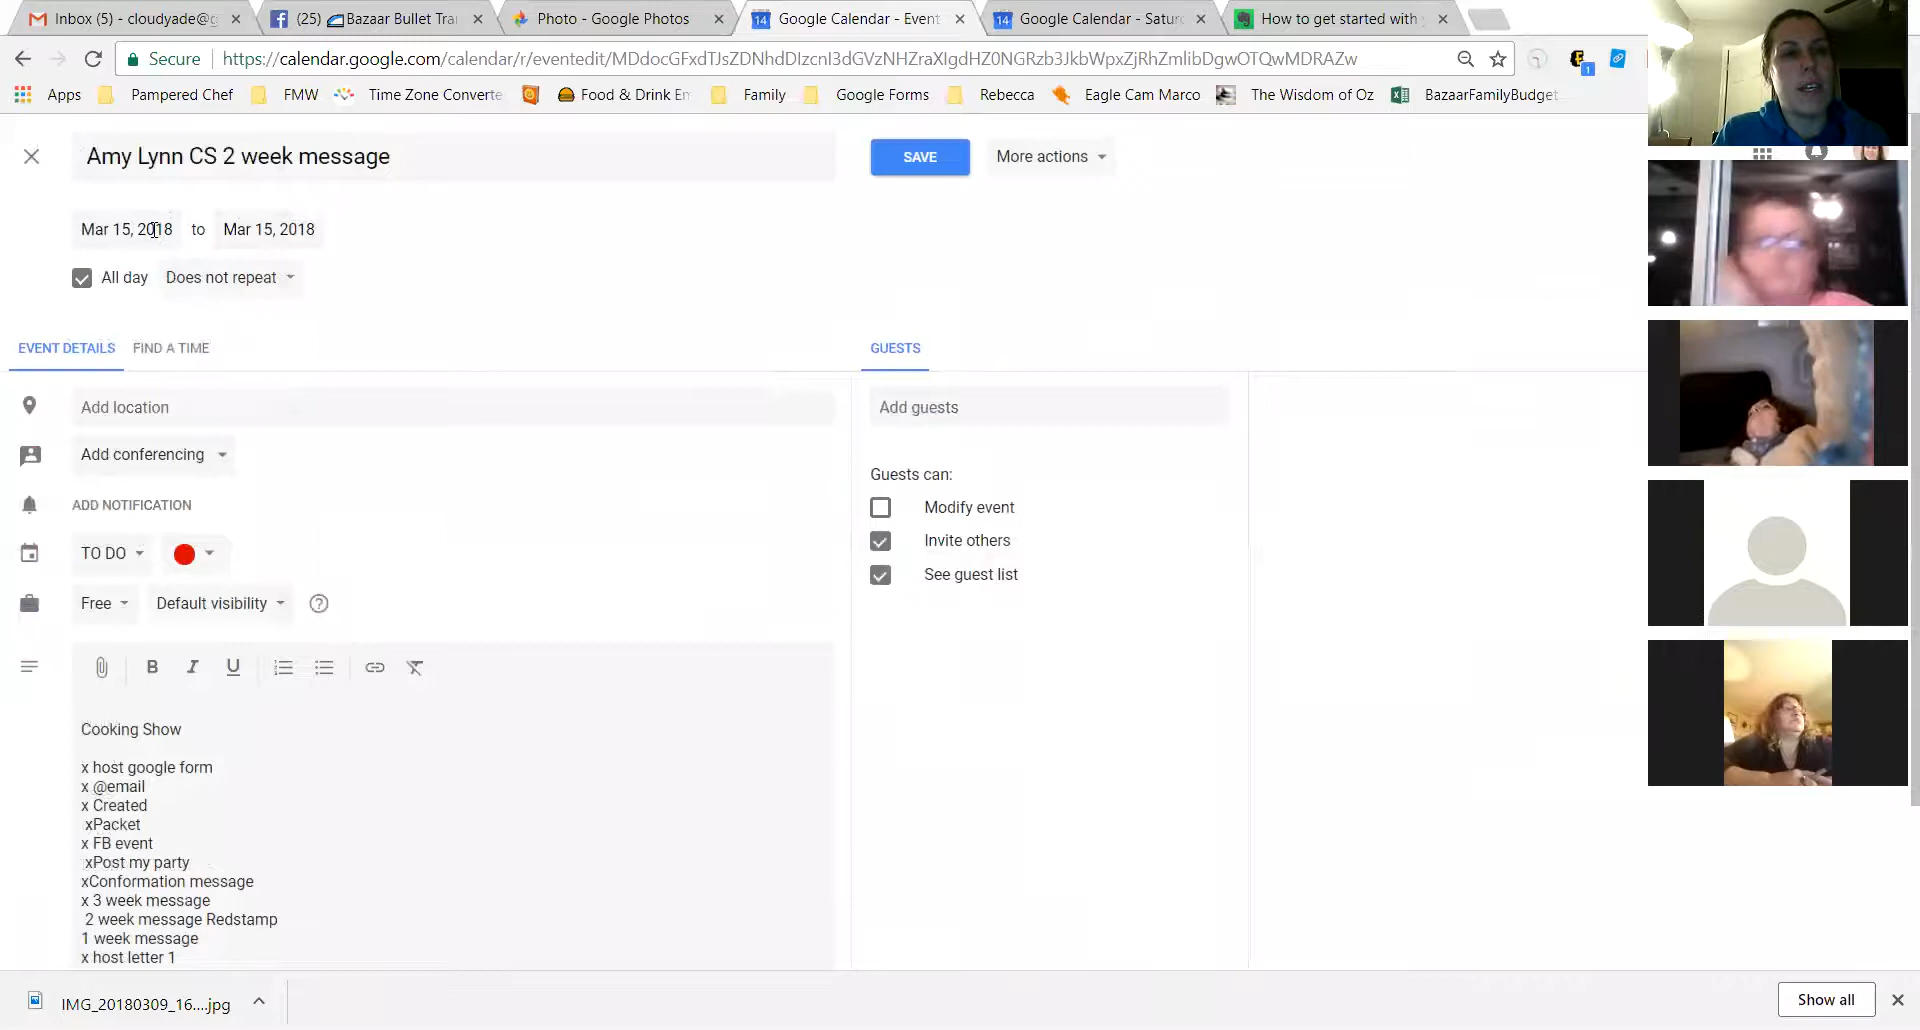 Inbox (5) - cloudyade@g
(25) Bazaar Bullet Trai
Photo - Google Photos
Google Calendar - Event
Google Calendar - Satur
How to get started with
Secure
https://calendar.google.com/calendar/r/eventedit/MDdocGFxdTJsZDNhdDIzcnI3dGVzNHZraXIgdHZ0NGRzb3JkbWpxZjRhZmlibDgwOTQwMDRAZw
1
Apps
Pampered Chef
FMW
Time Zone Converte
Food & Drink Em
Family
Google Forms
Rebecca
Eagle Cam Marco
The Wisdom of Oz
BazaarFamilyBudget
Amy Lynn CS 2 week message
SAVE
More actions
Mar 15, 2018 to Mar 15, 2018
All day
Does not repeat
EVENT DETAILS
FIND A TIME
GUESTS
Add location
Add guests
Add conferencing
Guests can:
ADD NOTIFICATION
Modify event
Invite others
TO DO
See guest list
Free
Default visibility
B I U
Cooking Show
x host google form
x @email
x Created
xPacket
x FB event
xPost my party
xConformation message
x 3 week message
2 week message Redstamp
1 week message
x host letter 1
IMG_20180309_16....jpg
Show all